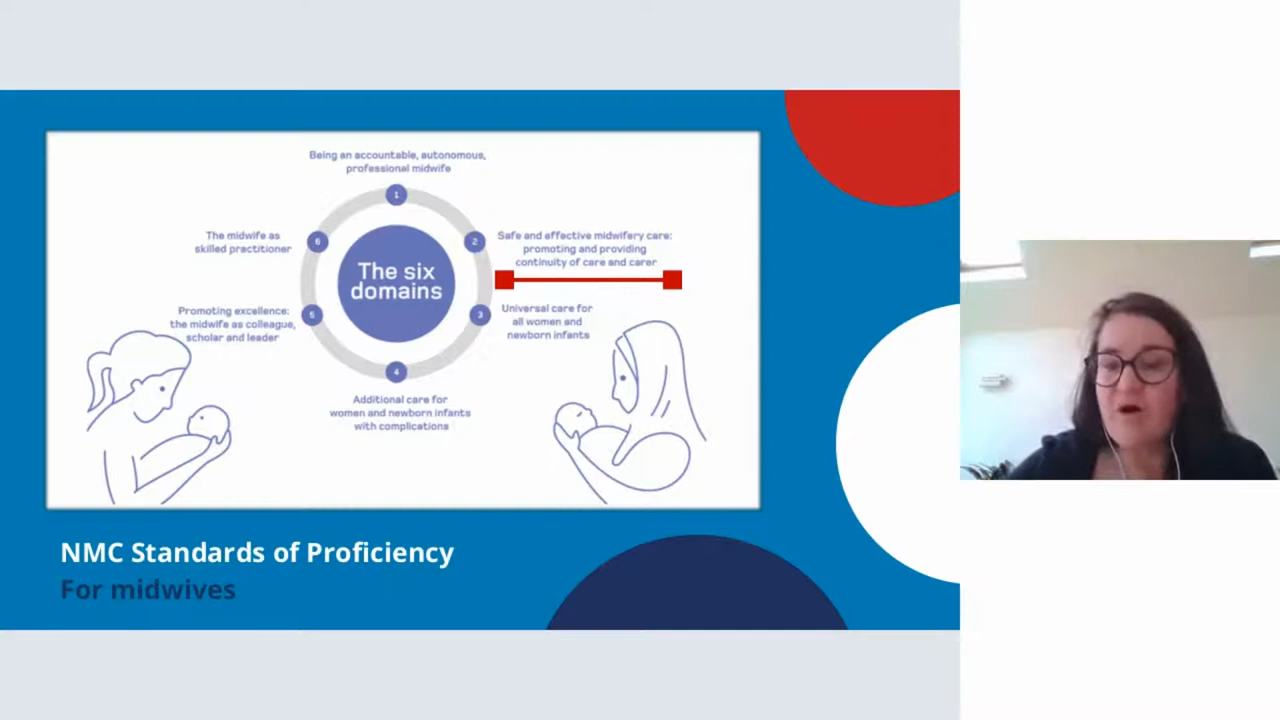 Being an accountable, autonomous,
professional midwife
1
The midwife as
skilled practitioner
6
2
Safe and effective midwifery care:
promoting and providing
continuity of care and carer
The six
domains
Promoting excellence:
the midwife as colleague,
scholar and leader
5
3
Universal care for
all women and
newborn infants
4
Additional care for
women and newborn infants
with complications
NMC Standards of Proficiency
For midwives